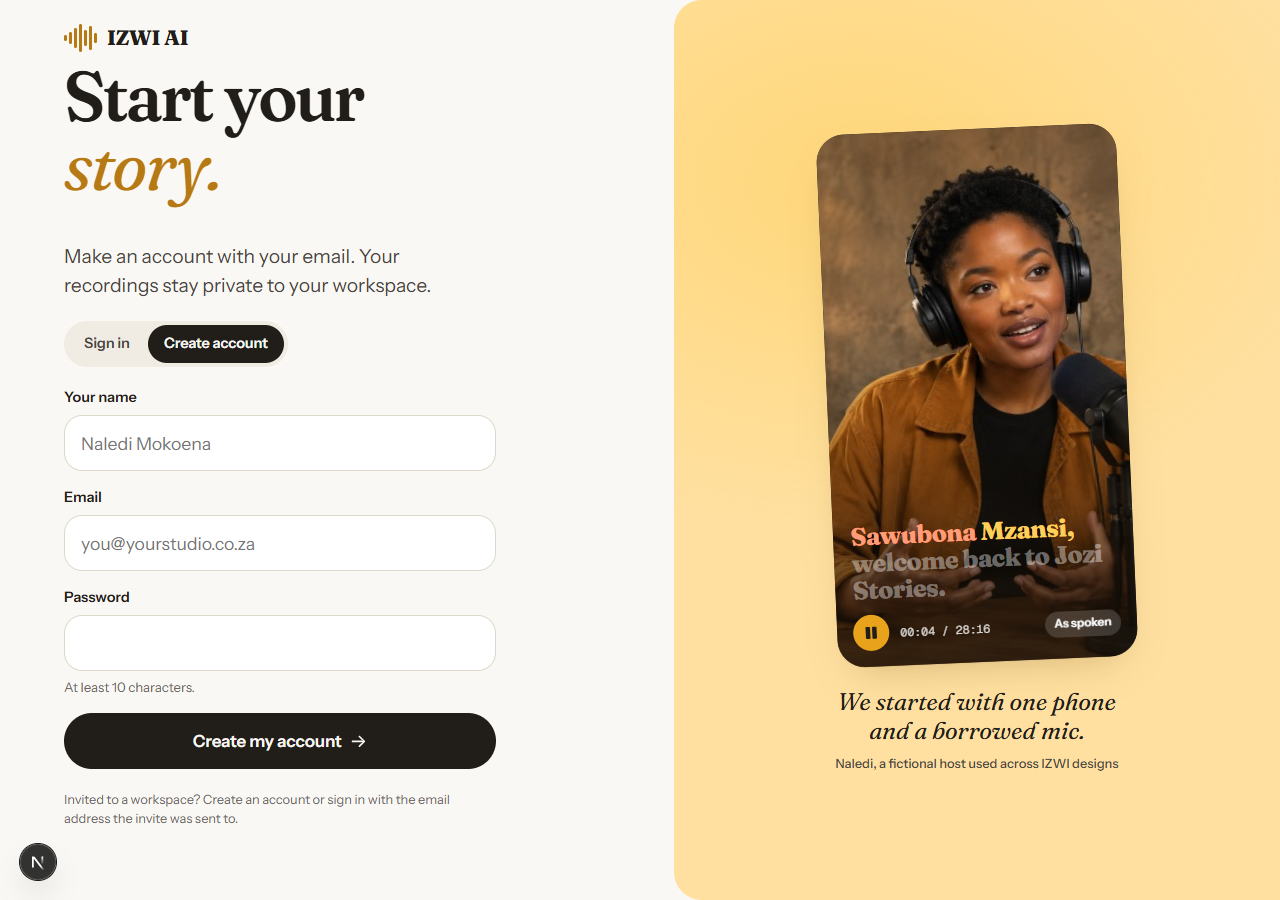 IZWI AI
Start your
story.
Make an account with your email. Your
recordings stay private to your workspace.
Sign in
Create account
Your name
Naledi Mokoena
Email
you@yourstudio.co.za
Password
At least 10 characters.
Create my account →
Invited to a workspace? Create an account or sign in with the email
address the invite was sent to.
N
Sawubona Mzansi,
welcome back to Jozi
Stories.
00:04 / 28:16
As spoken
We started with one phone
and a borrowed mic.
Naledi, a fictional host used across IZWI designs